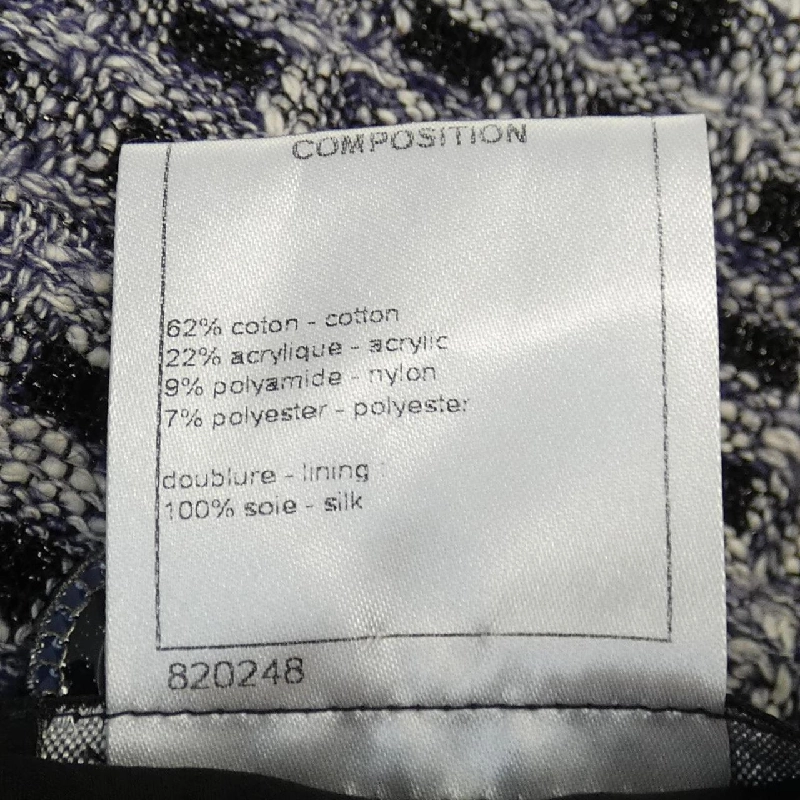 COMPOSITION
62% coton - cotton
22% acrylique - acrylic
9% polyamide - nylon
7% polyester - polyester
doublure - lining
100% soie - silk
820248